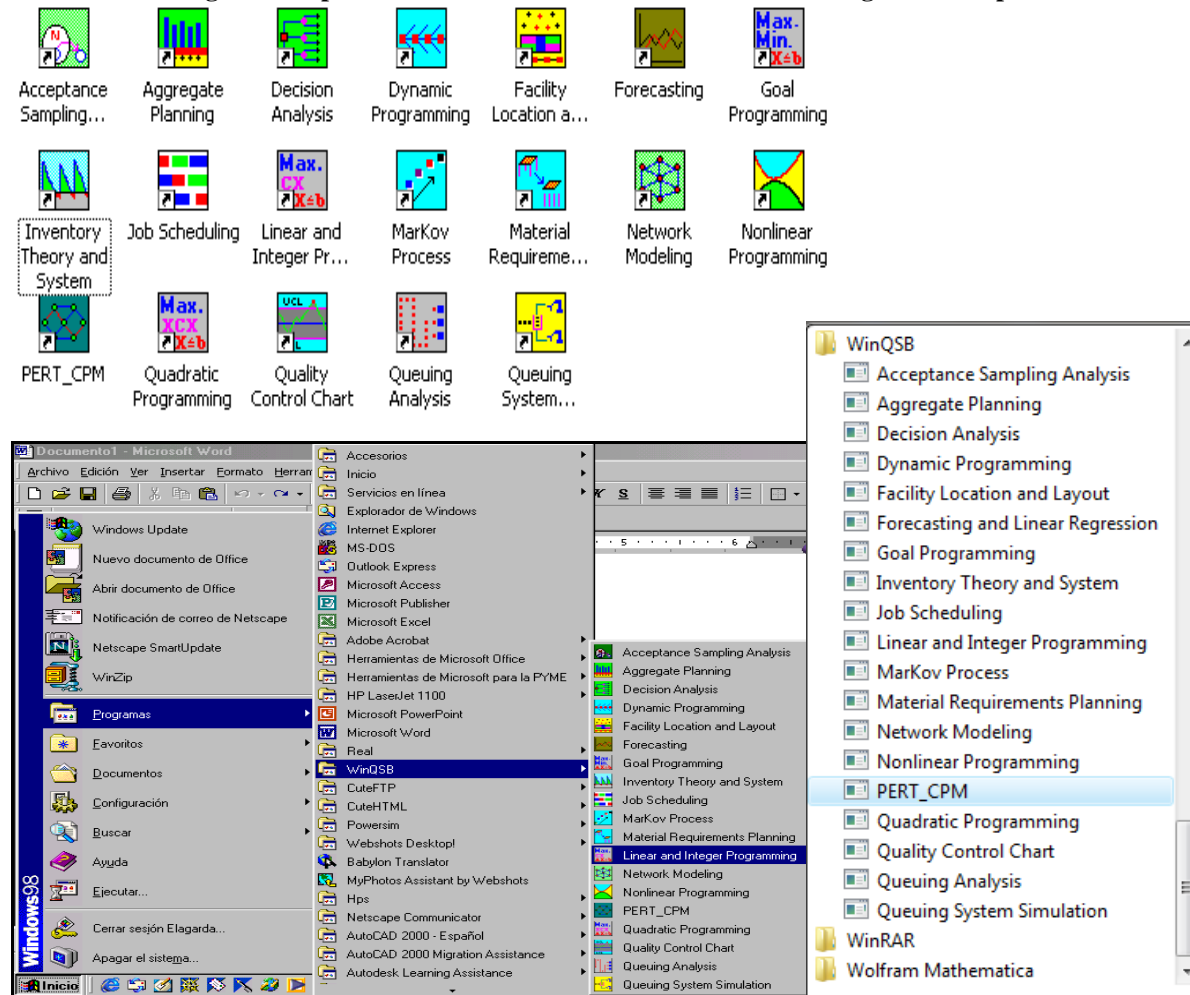 Max.
Min.
X≤b
Acceptance
Sampling...
Aggregate
Planning
Decision
Analysis
Dynamic
Programming
Facility
Location a...
Forecasting
Goal
Programming
Max.
CX
X≤b
Inventory
Theory and
System
Job Scheduling
Linear and
Integer Pr...
MarKov
Process
Material
Requireme...
Network
Modeling
Nonlinear
Programming
Max.
XCX
X≤b
UCL
L
PERT_CPM
Quadratic
Programming
Quality
Control Chart
Queuing
Analysis
Queuing
System...
Documento1 - Microsoft Word
Archivo Edición Ver Insertar Formato Herram
Windows98
Windows Update
Nuevo documento de Office
Abrir documento de Office
Notificación de correo de Netscape
Netscape SmartUpdate
WinZip
Programas
Favoritos
Documentos
Configuración
Buscar
Ayuda
Ejecutar...
Cerrar sesión Elagarda...
Apagar el sistema...
Inicio
Accesorios
Inicio
Servicios en línea
Explorador de Windows
Internet Explorer
MS-DOS
Outlook Express
Microsoft Access
Microsoft Publisher
Microsoft Excel
Adobe Acrobat
Herramientas de Microsoft Office
Herramientas de Microsoft para la PYME
HP LaserJet 1100
Microsoft PowerPoint
Microsoft Word
Real
WinQSB
CuteFTP
CuteHTML
Powersim
Webshots Desktop!
Babylon Translator
MyPhotos Assistant by Webshots
Hps
Netscape Communicator
AutoCAD 2000 - Español
AutoCAD 2000 Migration Assistance
Autodesk Learning Assistance
K S
5 6
Acceptance Sampling Analysis
Aggregate Planning
Decision Analysis
Dynamic Programming
Facility Location and Layout
Forecasting
Goal Programming
Inventory Theory and System
Job Scheduling
MarKov Process
Material Requirements Planning
Linear and Integer Programming
Network Modeling
Nonlinear Programming
PERT_CPM
Quadratic Programming
Quality Control Chart
Queuing Analysis
Queuing System Simulation
WinQSB
Acceptance Sampling Analysis
Aggregate Planning
Decision Analysis
Dynamic Programming
Facility Location and Layout
Forecasting and Linear Regression
Goal Programming
Inventory Theory and System
Job Scheduling
Linear and Integer Programming
MarKov Process
Material Requirements Planning
Network Modeling
Nonlinear Programming
PERT_CPM
Quadratic Programming
Quality Control Chart
Queuing Analysis
Queuing System Simulation
WinRAR
Wolfram Mathematica